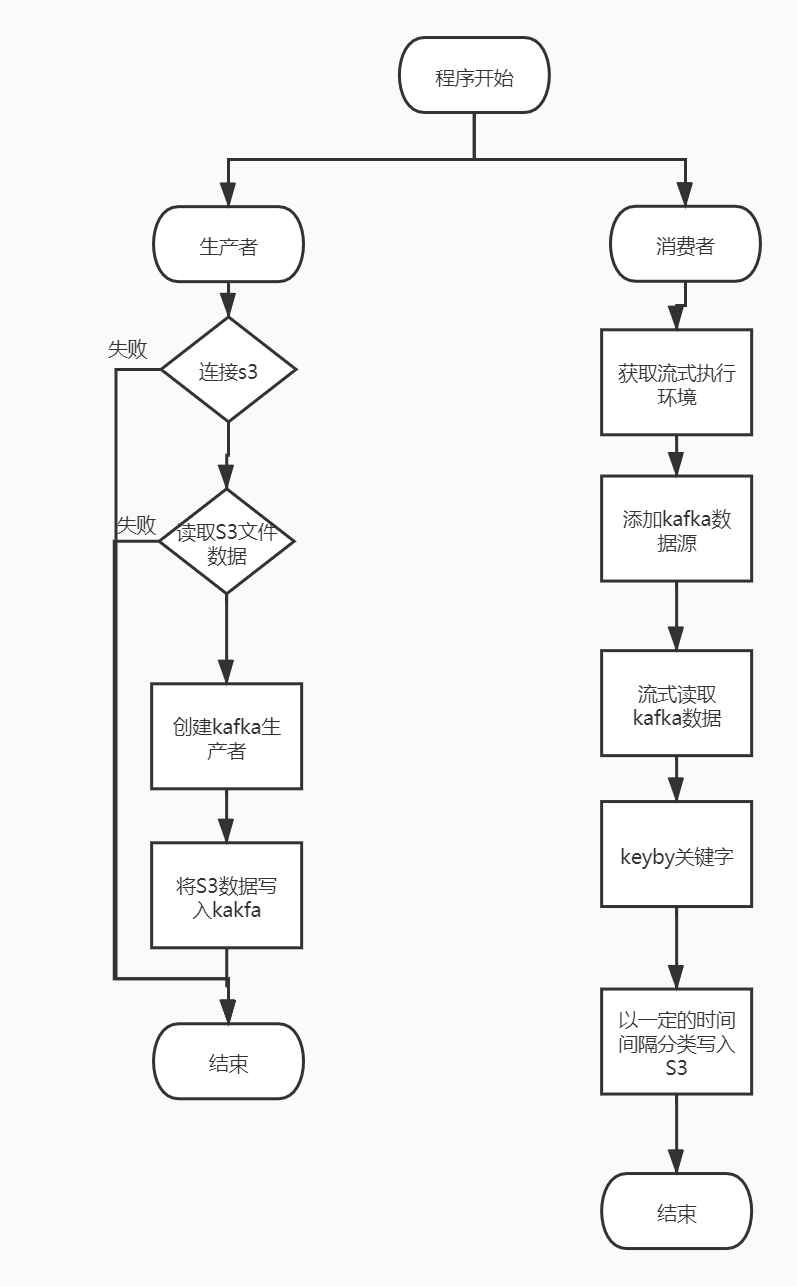 程序开始
生产者
失败
连接s3
失败
读取S3文件
数据
创建kafka生
产者
将S3数据写
入kakfa
结束
消费者
获取流式执行
环境
添加kafka数
据源
流式读取
kafka数据
keyby关键字
以一定的时间
间隔分类写入
S3
结束